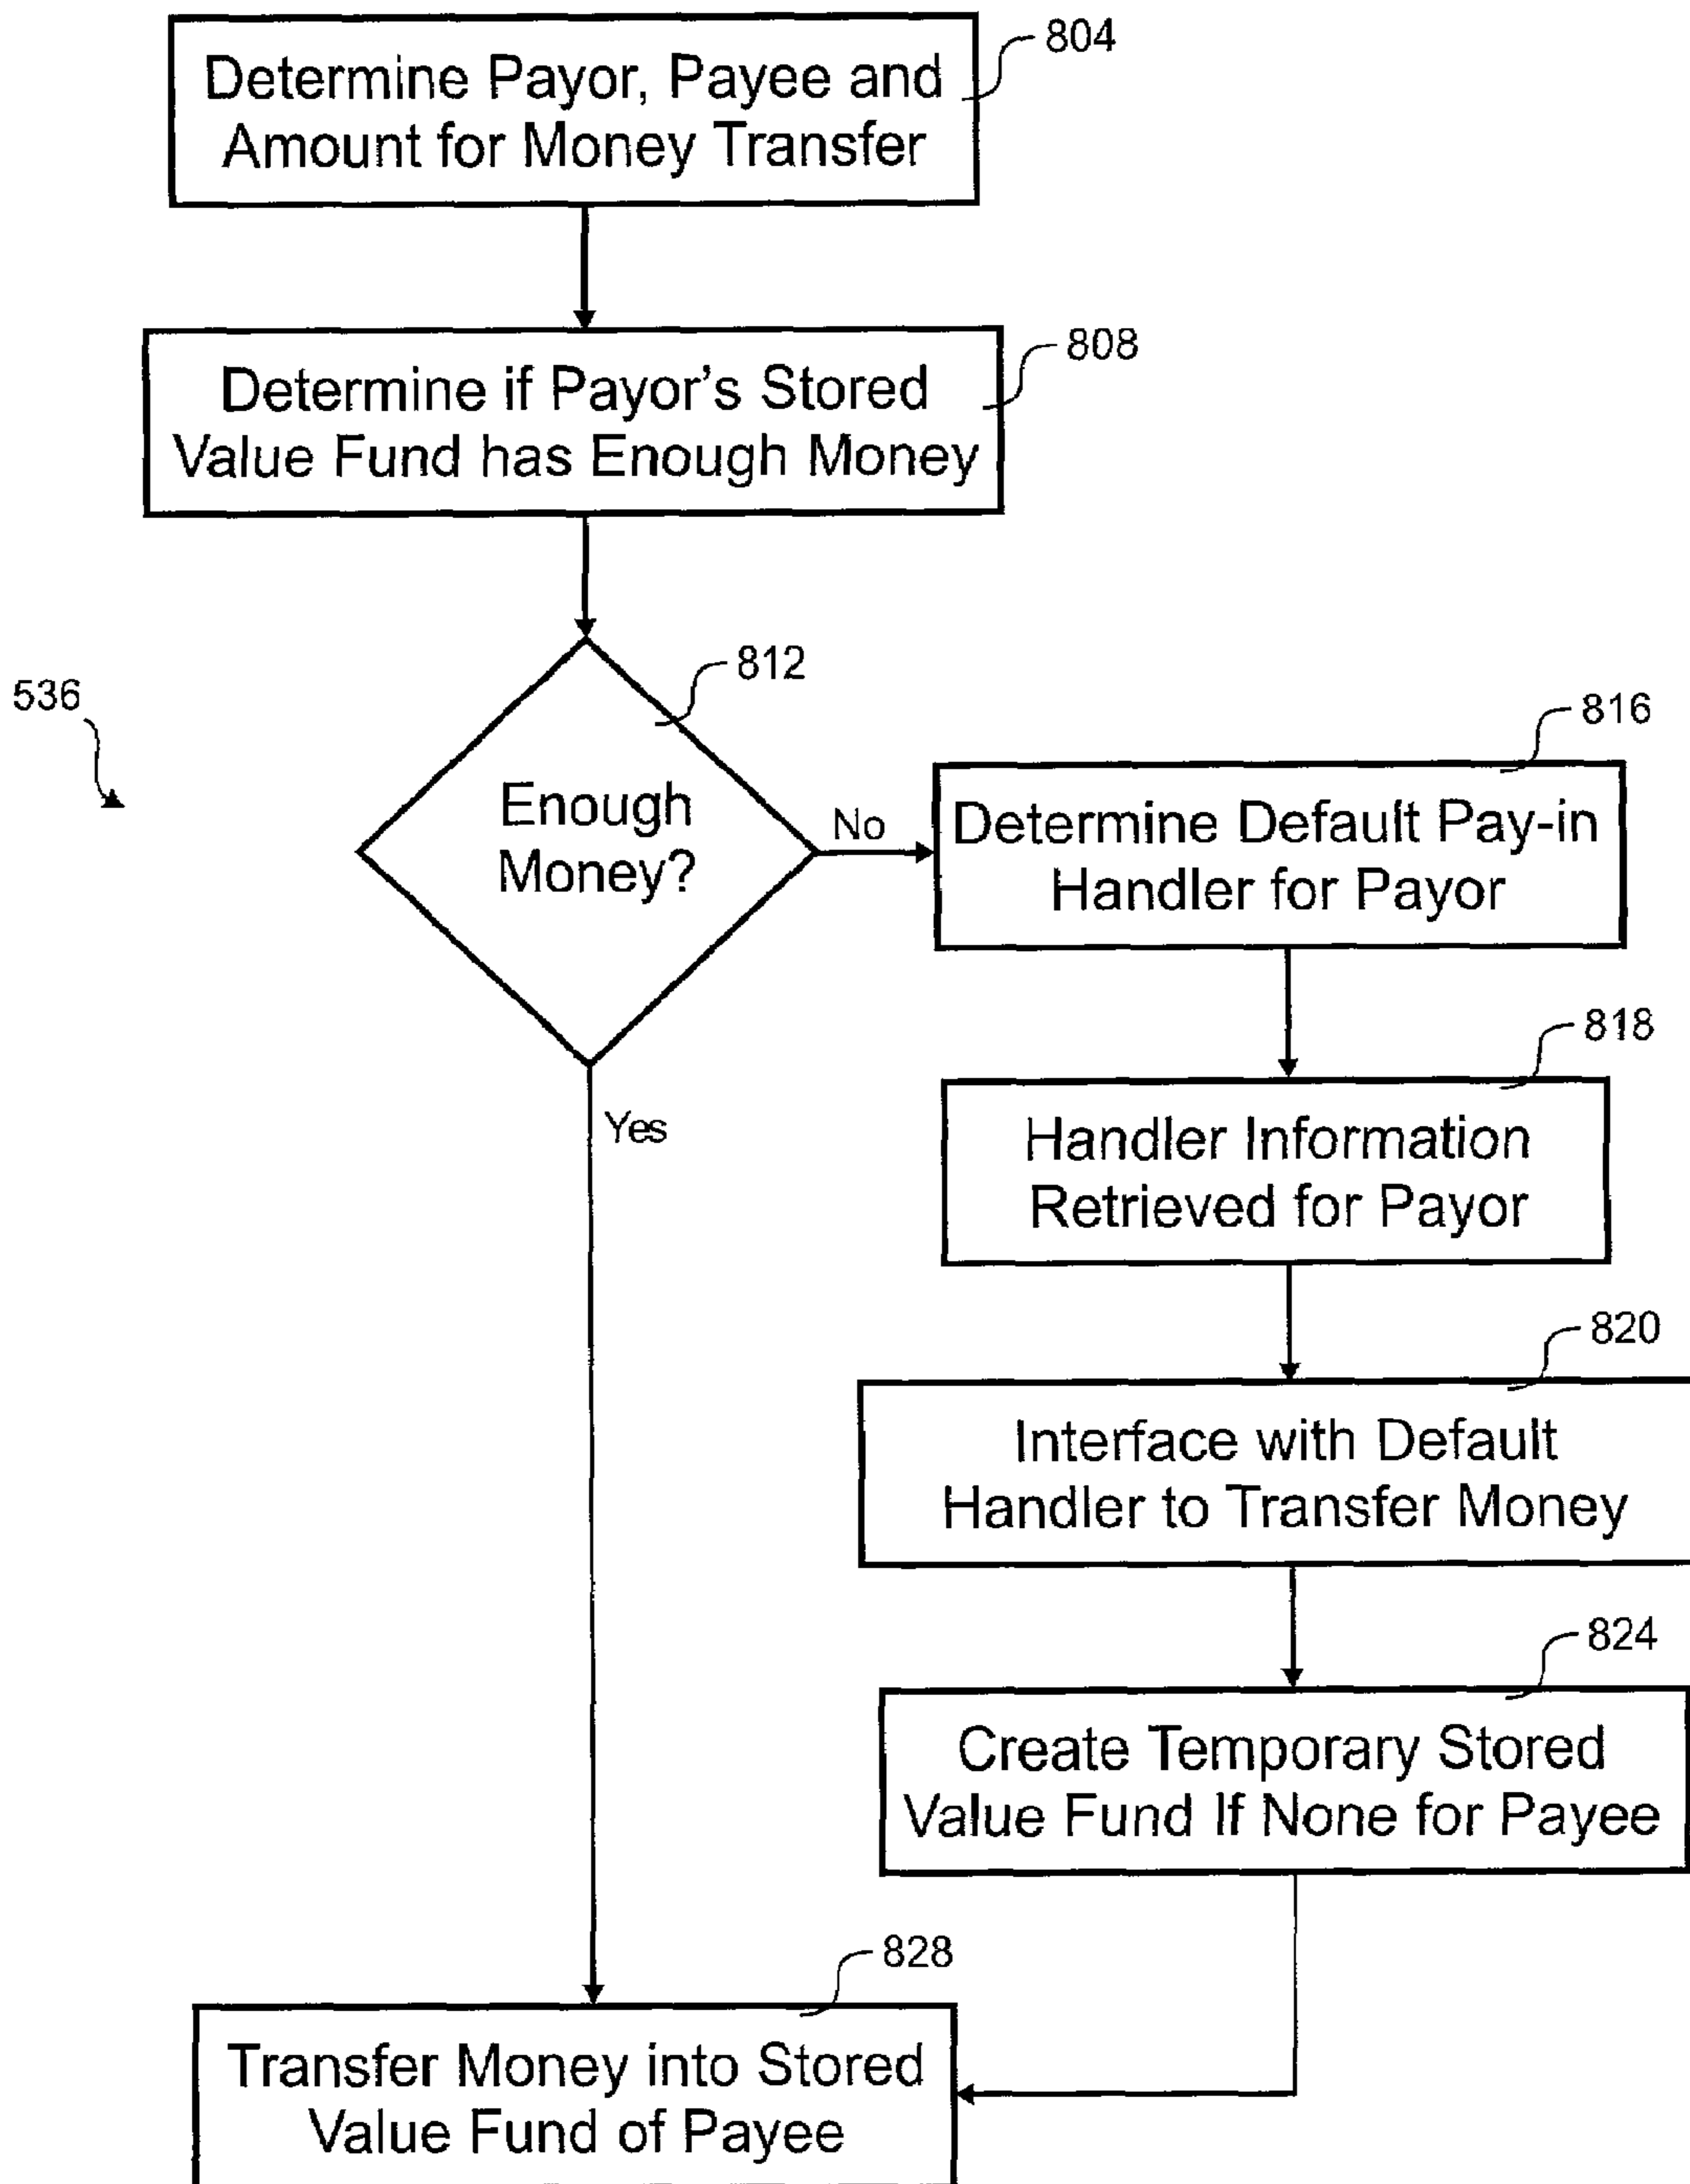 804
Determine Payor, Payee and
Amount for Money Transfer
808
Determine if Payor's Stored
Value Fund has Enough Money
812
536
Enough
Money?
No
816
Determine Default Pay-in
Handler for Payor
818
Handler Information
Retrieved for Payor
Yes
820
Interface with Default
Handler to Transfer Money
824
Create Temporary Stored
Value Fund If None for Payee
828
Transfer Money into Stored
Value Fund of Payee